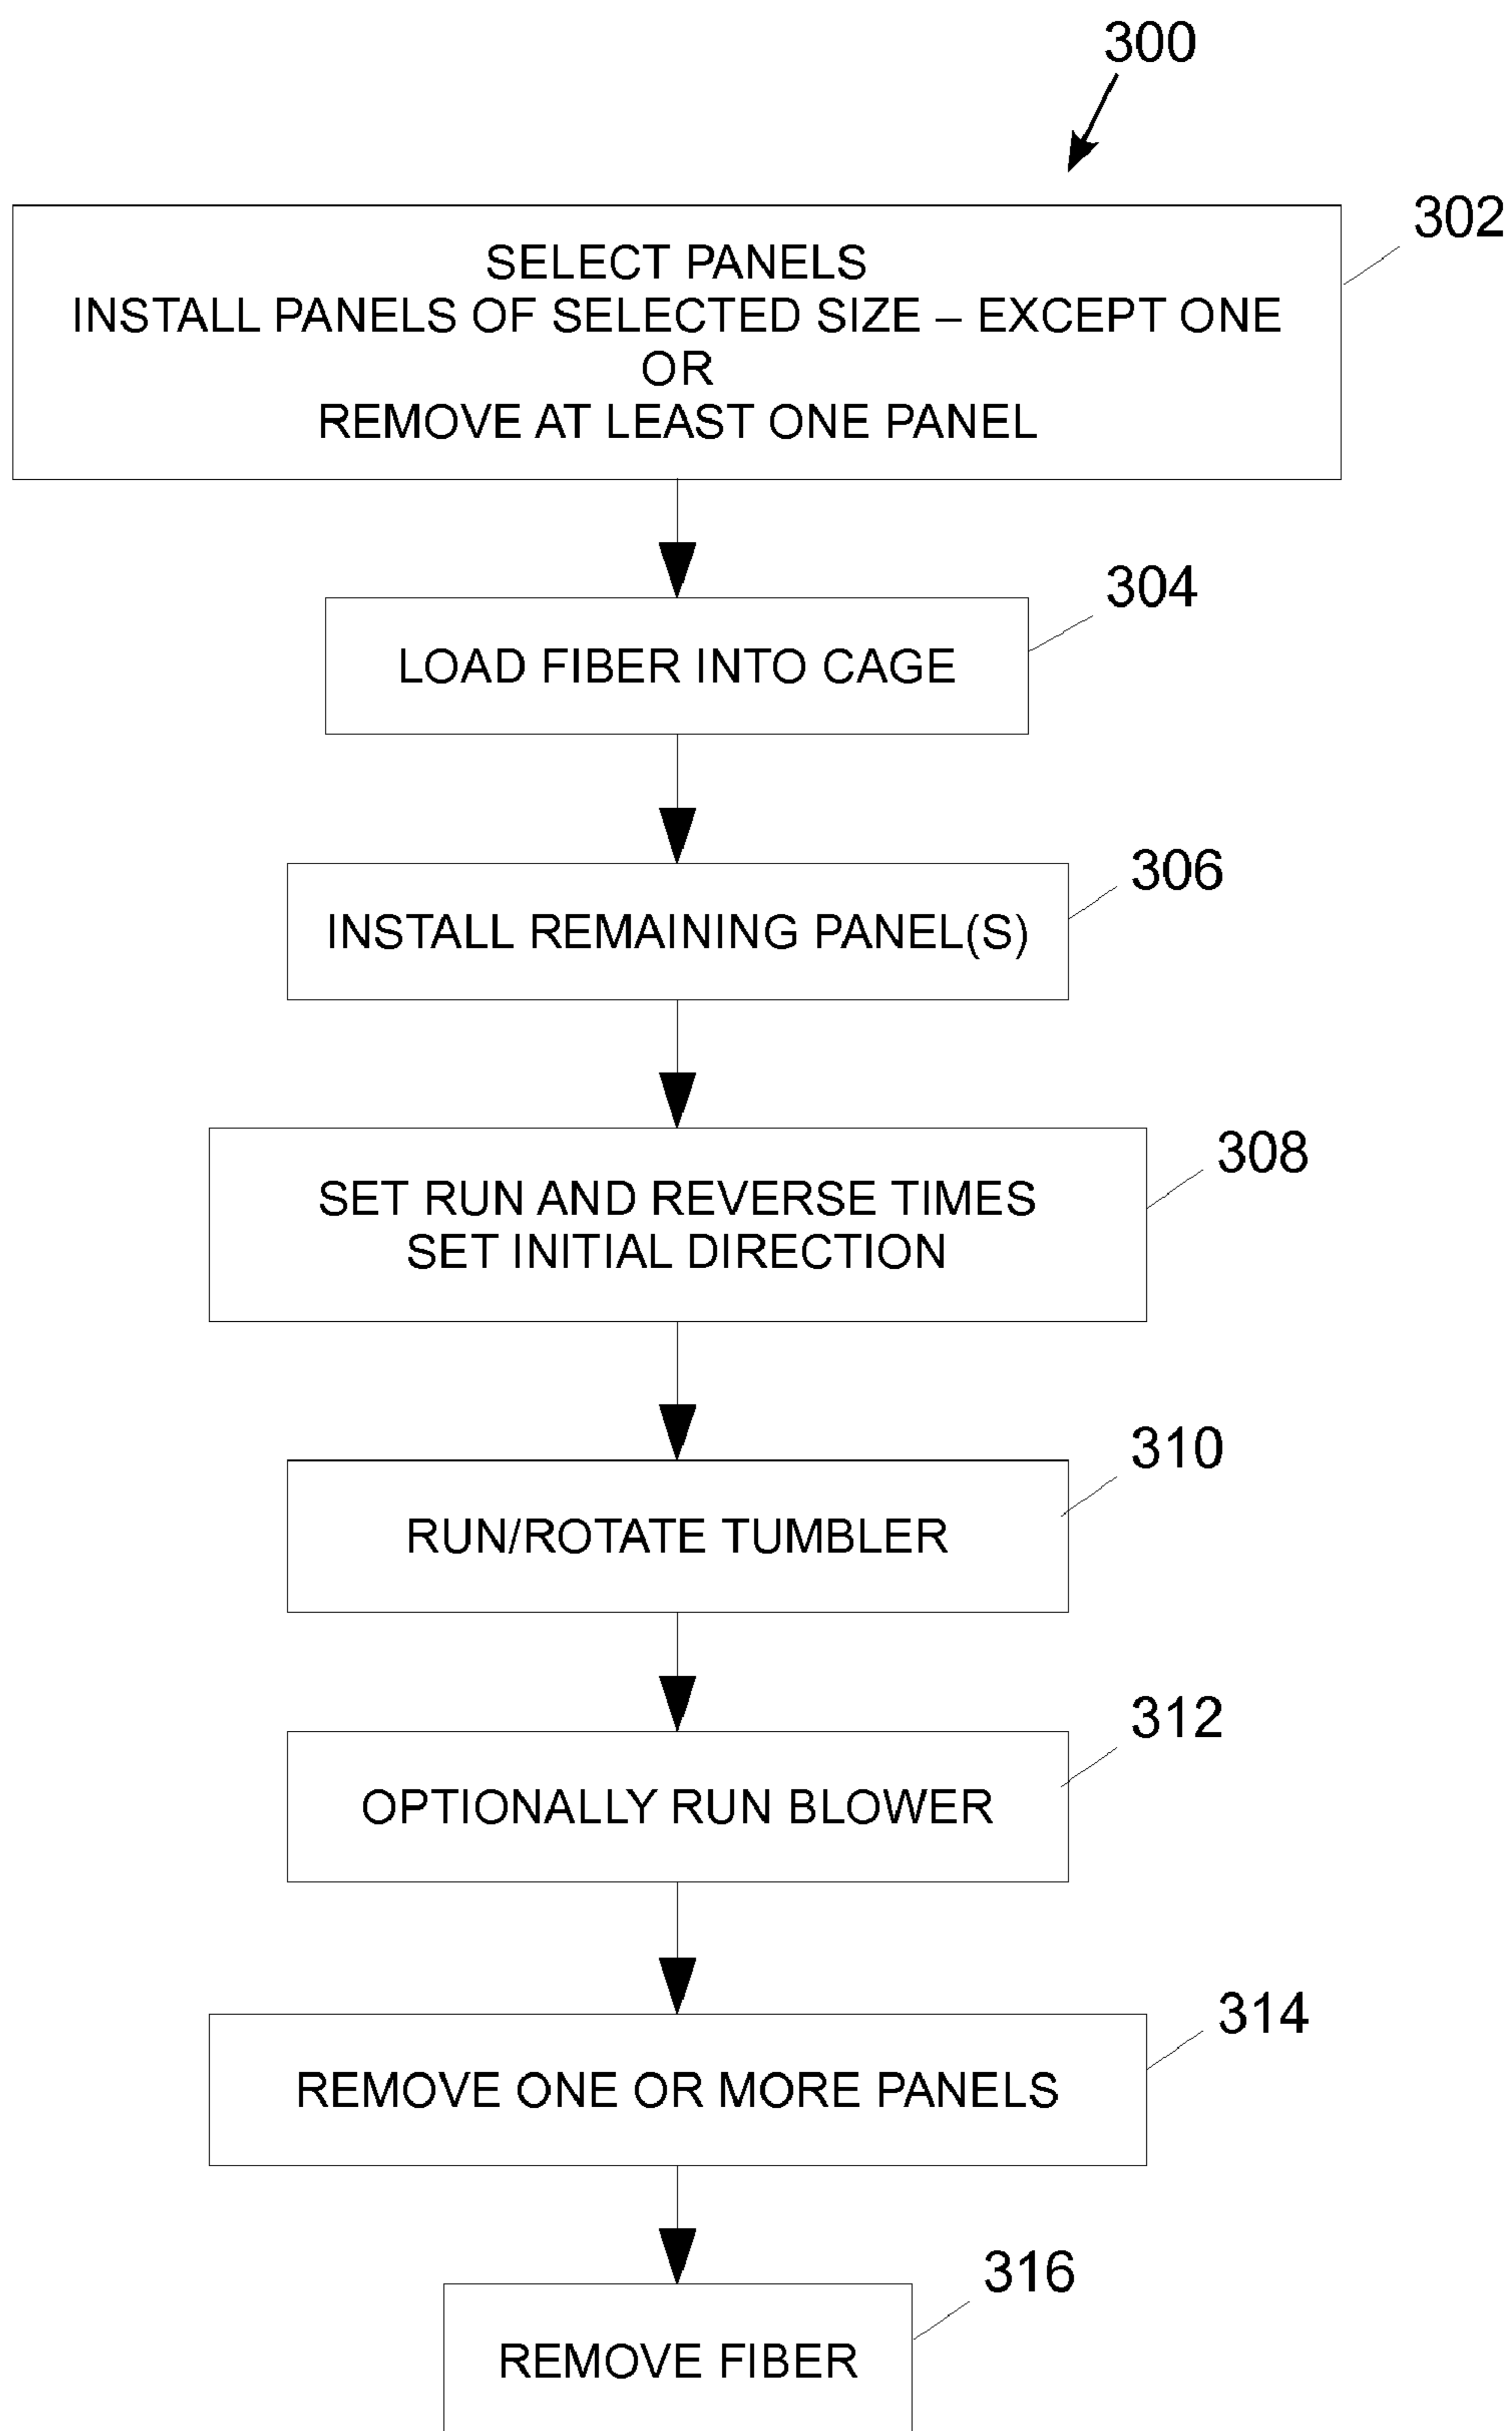 300
302
SELECT PANELS
INSTALL PANELS OF SELECTED SIZE – EXCEPT ONE
OR
REMOVE AT LEAST ONE PANEL
304
LOAD FIBER INTO CAGE
306
INSTALL REMAINING PANEL(S)
308
SET RUN AND REVERSE TIMES
SET INITIAL DIRECTION
310
RUN/ROTATE TUMBLER
312
OPTIONALLY RUN BLOWER
314
REMOVE ONE OR MORE PANELS
316
REMOVE FIBER